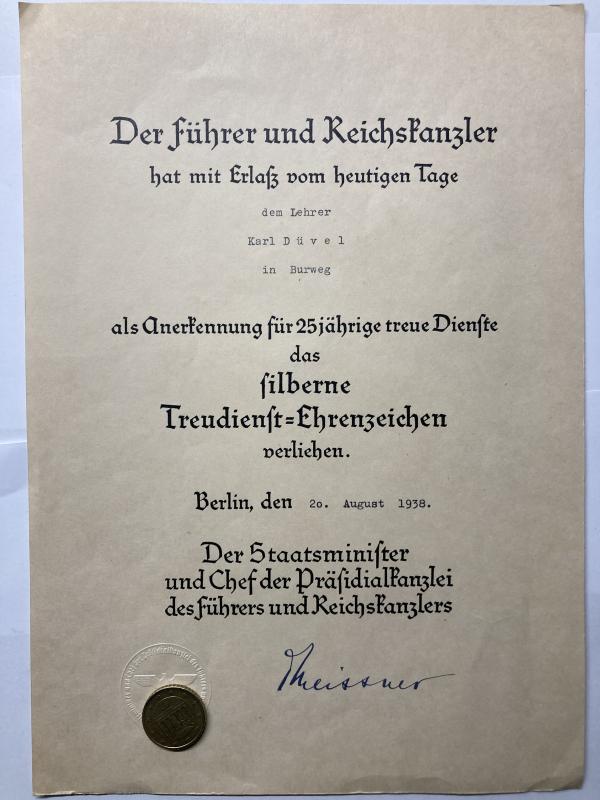 Der Führer und Reichskanzler
hat mit Erlaß vom heutigen Tage
dem Lehrer
Karl D ü v e l
in Burweg
als Anerkennung für 25jährige treue Dienste
das
silberne
Treudienst=Ehrenzeichen
verliehen.
Berlin, den 2o. August 1938.
Der Staatsminister
und Chef der Präsidialkanzlei
des Führers und Reichskanzlers
Meissner